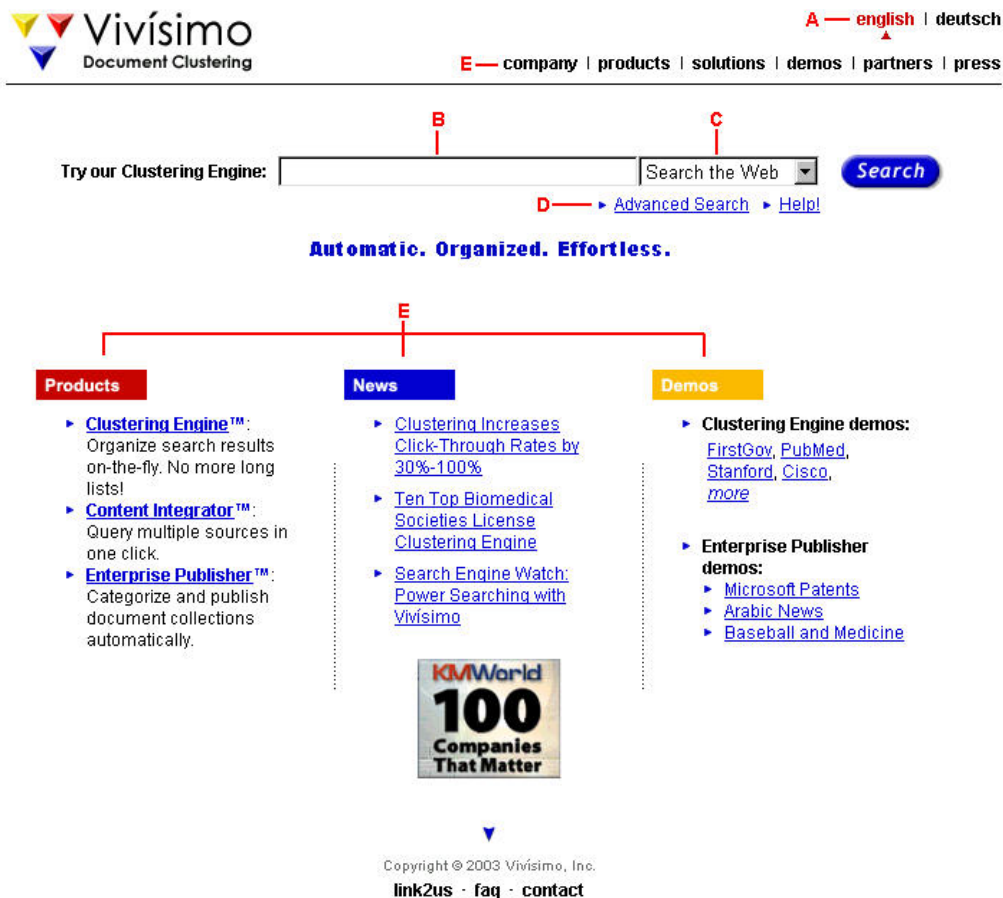 Vivísimo
Document Clustering
A english | deutsch
E company | products | solutions | demos | partners | press
B
C
Try our Clustering Engine: Search the Web Search
D Advanced Search Help!
Automatic. Organized. Effortless.
E
Products
Clustering Engine™:
Organize search results
on-the-fly. No more long
lists!
Content Integrator™:
Query multiple sources in
one click.
Enterprise Publisher™:
Categorize and publish
document collections
automatically.
News
Clustering Increases
Click-Through Rates by
30%-100%
Ten Top Biomedical
Societies License
Clustering Engine
Search Engine Watch:
Power Searching with
Vivísimo
KMWorld
100
Companies
That Matter
Demos
Clustering Engine demos:
FirstGov, PubMed,
Stanford, Cisco,
more
Enterprise Publisher
demos:
Microsoft Patents
Arabic News
Baseball and Medicine
Copyright © 2003 Vivísimo, Inc.
link2us · faq · contact